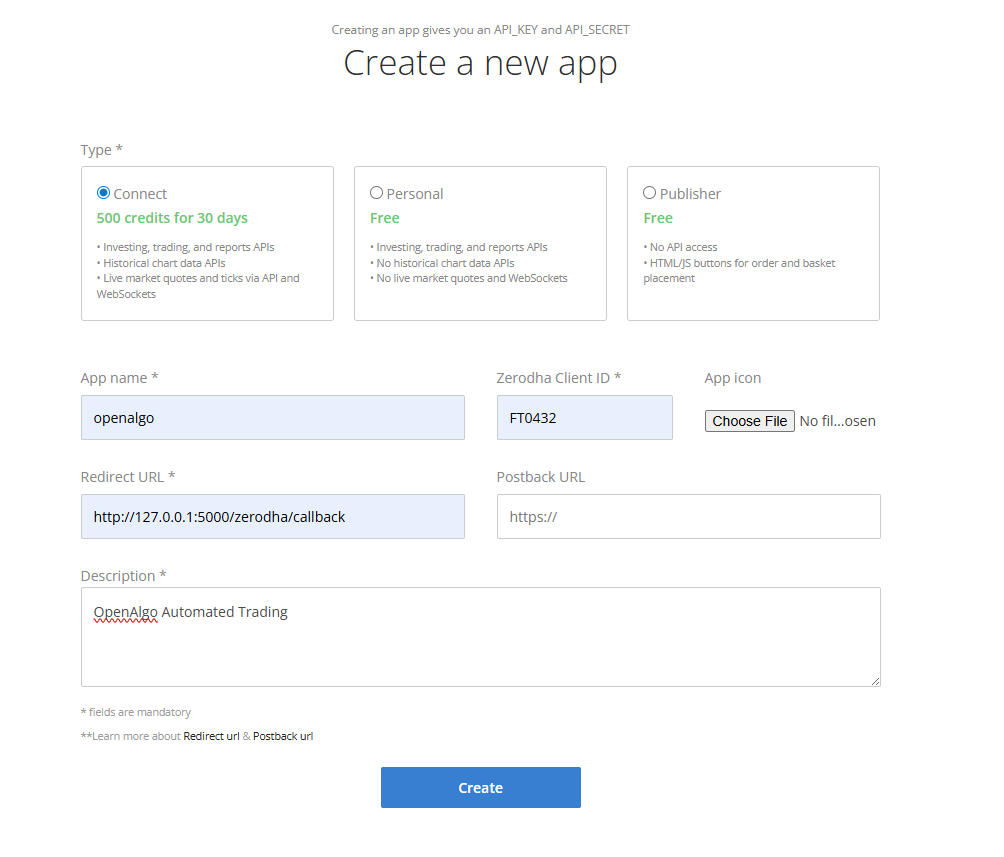 Creating an app gives you an API_KEY and API_SECRET
Create a new app
Type *
Connect
500 credits for 30 days
• Investing, trading, and reports APIs
• Historical chart data APIs
• Live market quotes and ticks via API and
WebSockets
Personal
Free
• Investing, trading, and reports APIs
• No historical chart data APIs
• No live market quotes and WebSockets
Publisher
Free
• No API access
• HTML/JS buttons for order and basket
placement
App name *
openalgo
Zerodha Client ID *
FT0432
App icon
Choose File No fil...osen
Redirect URL *
http://127.0.0.1:5000/zerodha/callback
Postback URL
https://
Description *
OpenAlgo Automated Trading
* fields are mandatory
**Learn more about Redirect url & Postback url
Create